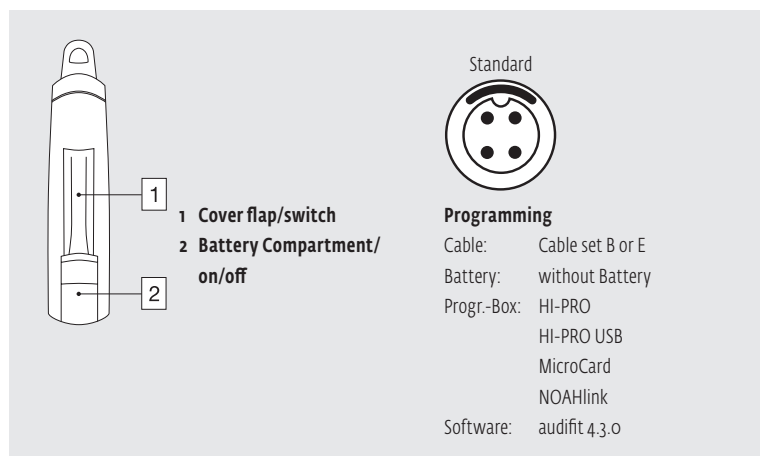 1
2
1 Cover flap/switch
2 Battery Compartment/
on/off
Standard
Programming
Cable: Cable set B or E
Battery: without Battery
Progr.-Box: HI-PRO
HI-PRO USB
MicroCard
NOAHlink
Software: audifit 4.3.0